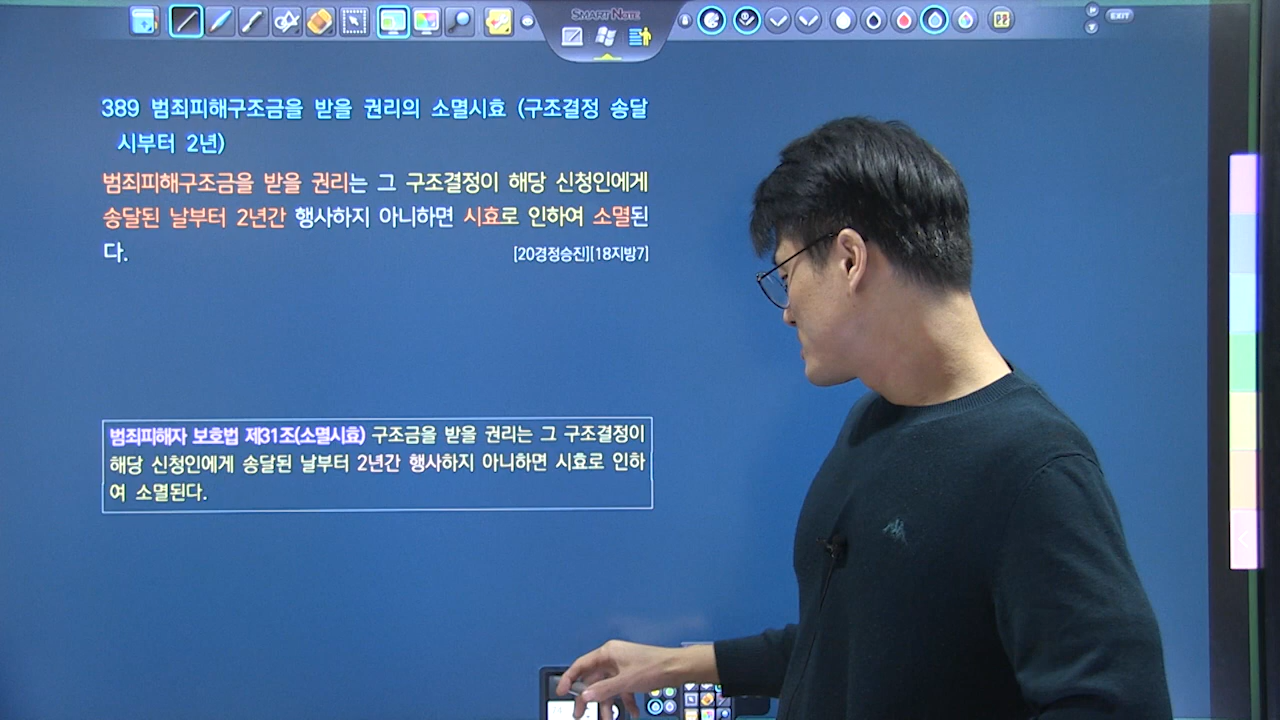 SMARTNOTE
EXIT
389 범죄피해구조금을 받을 권리의 소멸시효 (구조결정 송달
시부터 2년)
범죄피해구조금을 받을 권리는 그 구조결정이 해당 신청인에게
송달된 날부터 2년간 행사하지 아니하면 시효로 인하여 소멸된
다. [20경정승진][18지방7]
범죄피해자 보호법 제31조(소멸시효) 구조금을 받을 권리는 그 구조결정이
해당 신청인에게 송달된 날부터 2년간 행사하지 아니하면 시효로 인하
여 소멸된다.